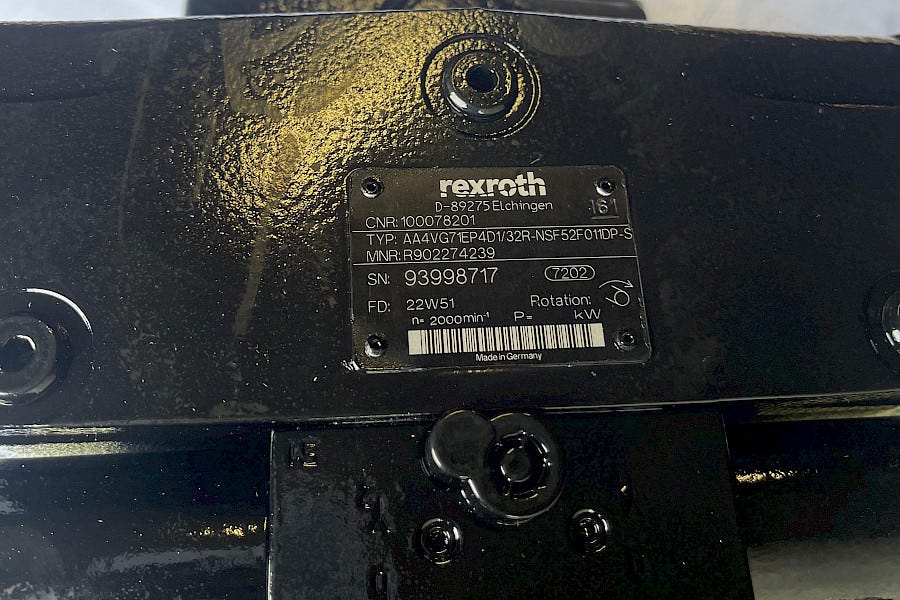 rexroth
D-89275 Elchingen
161
CNR: 100078201
TYP: AA4VG71EP4D1/32R-NSF52F011DP-S
MNR: R902274239
SN: 93998717 7202
FD: 22W51 Rotation:
n= 2000min-1 P= kW
Made in Germany